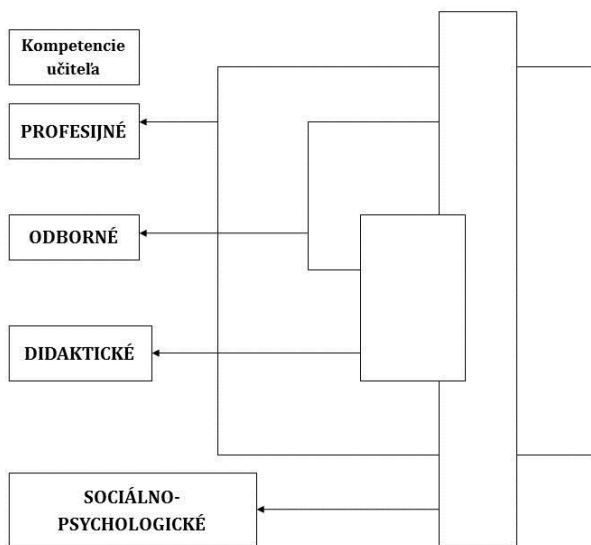 Kompetencie
učiteľa
PROFESIJNÉ
ODBORNÉ
DIDAKTICKÉ
SOCIÁLNO-
PSYCHOLOGICKÉ